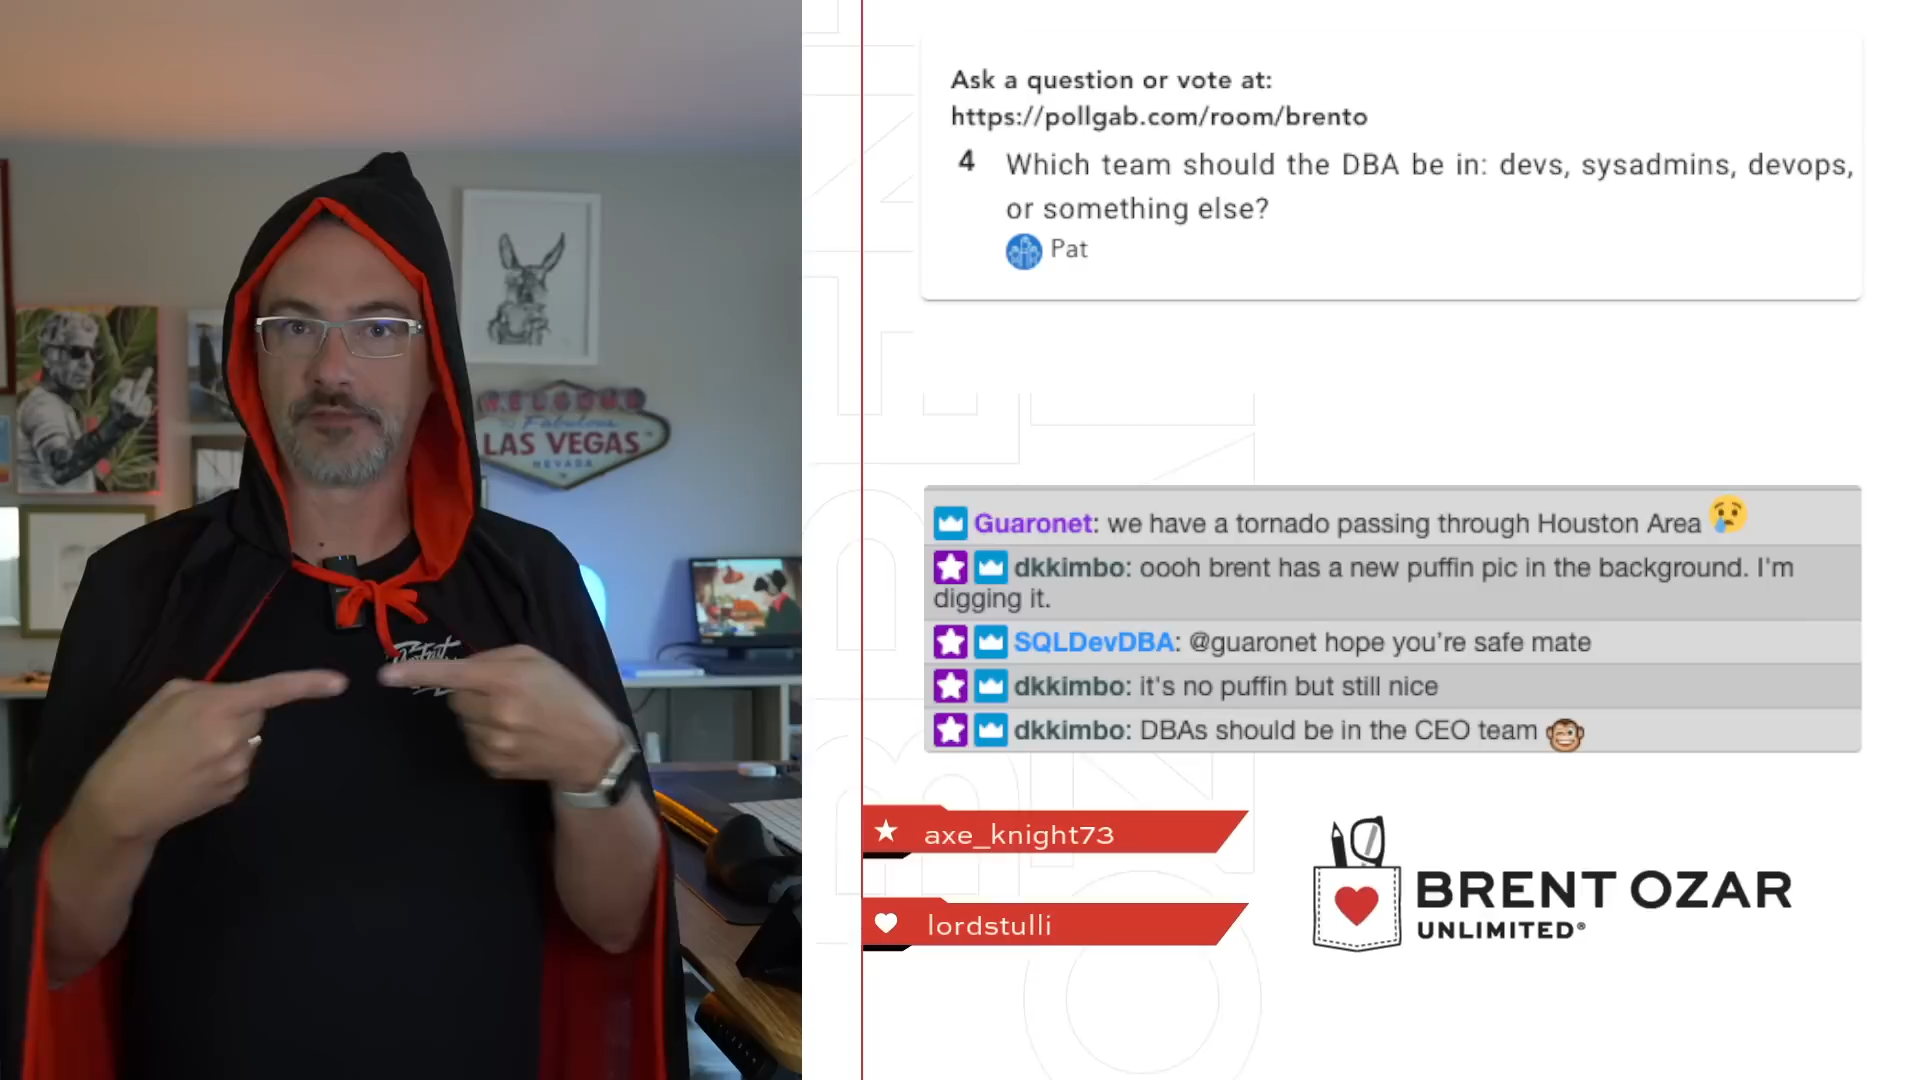 Ask a question or vote at:
https://pollgab.com/room/brento
4 Which team should the DBA be in: devs, sysadmins, devops,
or something else?
Pat
WELCOME
TO Fabulous
LAS VEGAS
NEVADA
Guaronet: we have a tornado passing through Houston Area 😢
dkkimbo: oooh brent has a new puffin pic in the background. I'm
digging it.
SQLDevDBA: @guaronet hope you’re safe mate
dkkimbo: it's no puffin but still nice
dkkimbo: DBAs should be in the CEO team
axe_knight73
lordstulli
BRENT OZAR
UNLIMITED®